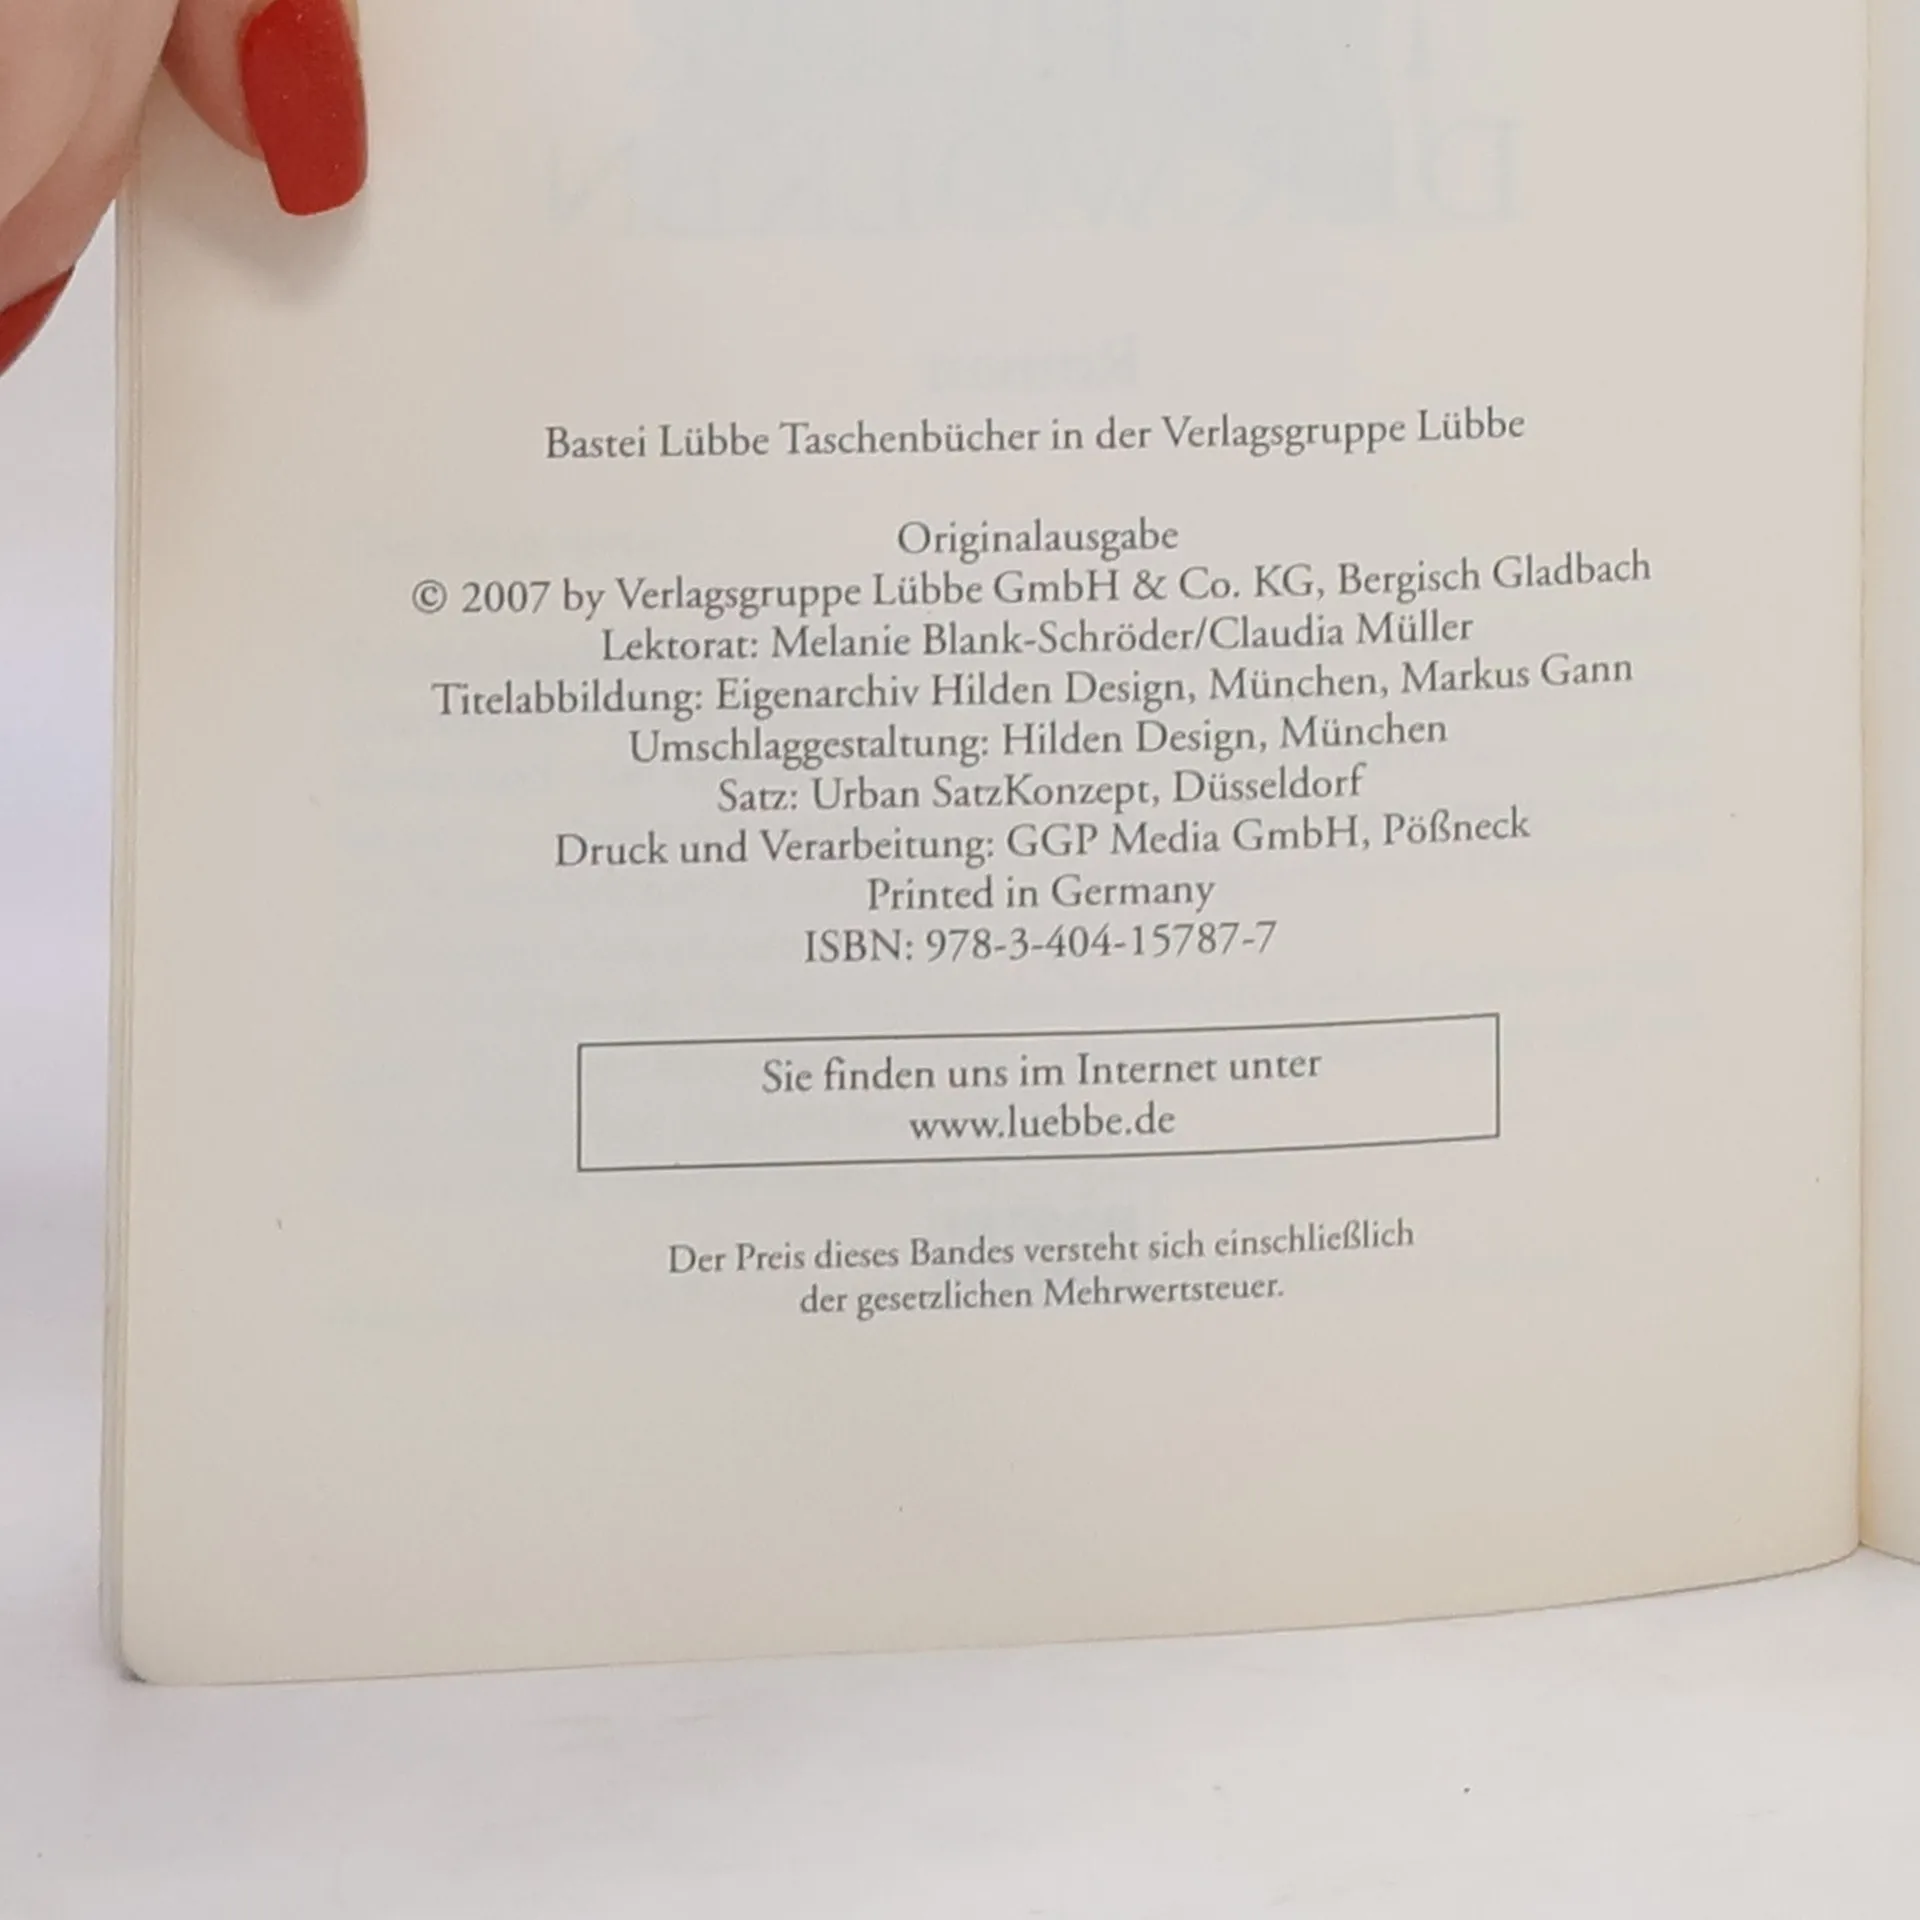 Bastei Lübbe Taschenbücher in der Verlagsgruppe Lübbe
Originalausgabe
© 2007 by Verlagsgruppe Lübbe GmbH & Co. KG, Bergisch Gladbach
Lektorat: Melanie Blank-Schröder/Claudia Müller
Titelabbildung: Eigenarchiv Hilden Design, München, Markus Gann
Umschlaggestaltung: Hilden Design, München
Satz: Urban SatzKonzept, Düsseldorf
Druck und Verarbeitung: GGP Media GmbH, Pößneck
Printed in Germany
ISBN: 978-3-404-15787-7
Sie finden uns im Internet unter
www.luebbe.de
Der Preis dieses Bandes versteht sich einschließlich
der gesetzlichen Mehrwertsteuer.